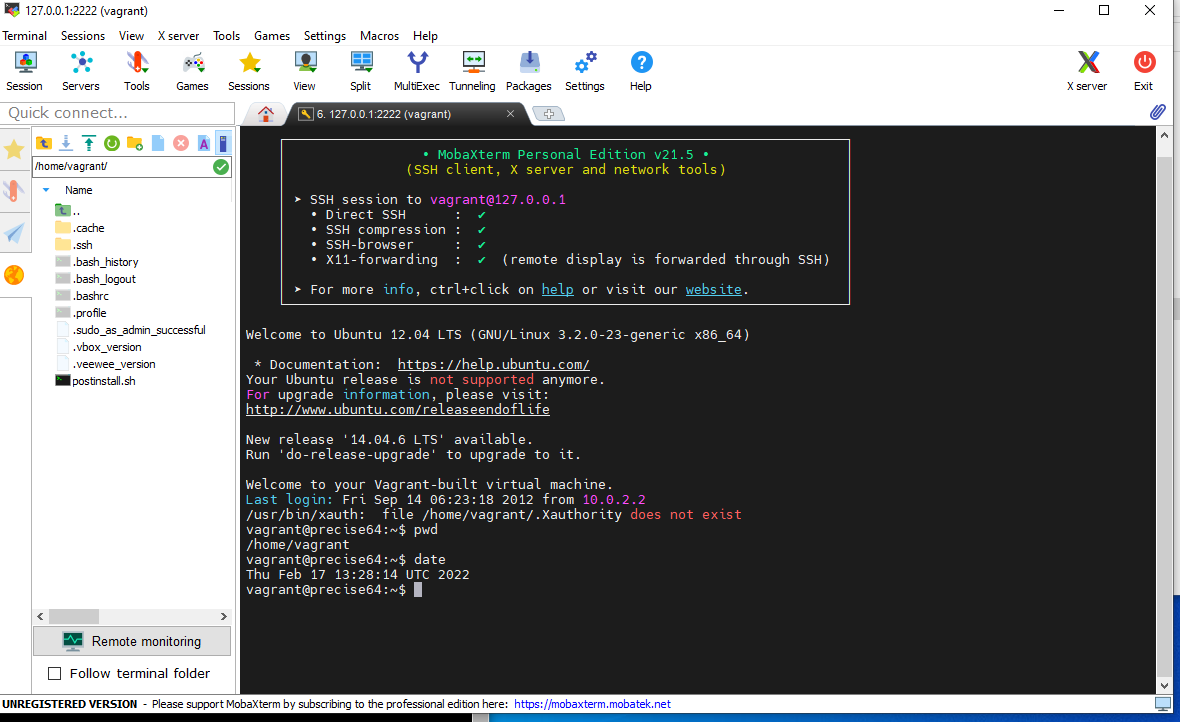 127.0.0.1:2222 (vagrant)
Terminal Sessions View X server Tools Games Settings Macros Help
Session Servers Tools Games Sessions View Split MultiExec Tunneling Packages Settings Help X server Exit
Quick connect...
6. 127.0.0.1:2222 (vagrant)
/home/vagrant/
Name
..
.cache
.ssh
.bash_history
.bash_logout
.bashrc
.profile
.sudo_as_admin_successful
.vbox_version
.veewee_version
postinstall.sh
Remote monitoring
Follow terminal folder
• MobaXterm Personal Edition v21.5 •
(SSH client, X server and network tools)
➤ SSH session to vagrant@127.0.0.1
• Direct SSH : ✔
• SSH compression : ✔
• SSH-browser : ✔
• X11-forwarding : ✔ (remote display is forwarded through SSH)
➤ For more info, ctrl+click on help or visit our website.
Welcome to Ubuntu 12.04 LTS (GNU/Linux 3.2.0-23-generic x86_64)
* Documentation: https://help.ubuntu.com/
Your Ubuntu release is not supported anymore.
For upgrade information, please visit:
http://www.ubuntu.com/releaseendoflife
New release '14.04.6 LTS' available.
Run 'do-release-upgrade' to upgrade to it.
Welcome to your Vagrant-built virtual machine.
Last login: Fri Sep 14 06:23:18 2012 from 10.0.2.2
/usr/bin/xauth: file /home/vagrant/.Xauthority does not exist
vagrant@precise64:~$ pwd
/home/vagrant
vagrant@precise64:~$ date
Thu Feb 17 13:28:14 UTC 2022
vagrant@precise64:~$
UNREGISTERED VERSION - Please support MobaXterm by subscribing to the professional edition here: https://mobaxterm.mobatek.net